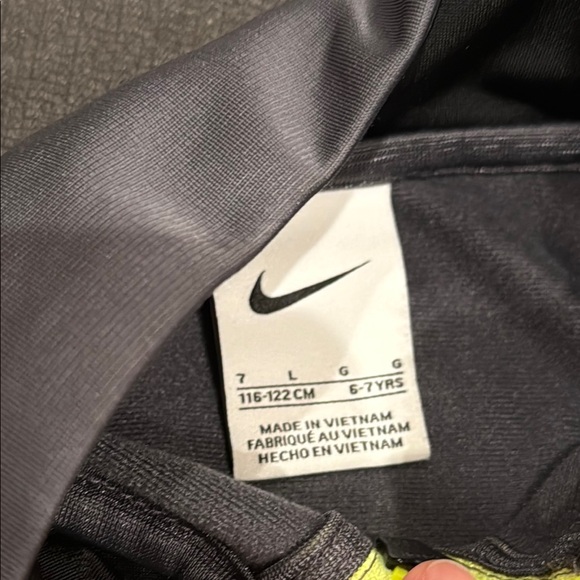 7 L G G
116-122 CM 6-7 YRS
MADE IN VIETNAM
FABRIQUÉ AU VIETNAM
HECHO EN VIETNAM